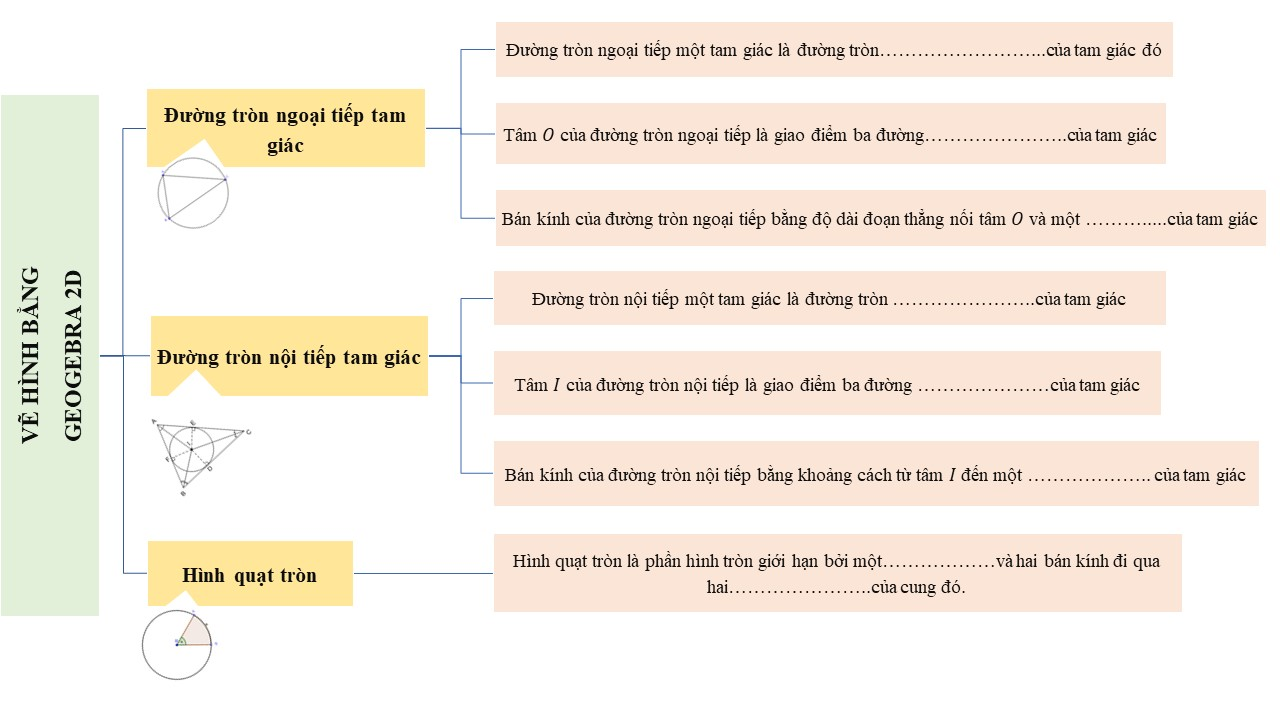 VẼ HÌNH BẰNG
GEOGEBRA 2D
Đường tròn ngoại tiếp tam
giác
Đường tròn ngoại tiếp một tam giác là đường tròn……………………...của tam giác đó
Tâm O của đường tròn ngoại tiếp là giao điểm ba đường…………………..của tam giác
Bán kính của đường tròn ngoại tiếp bằng độ dài đoạn thẳng nối tâm O và một ……….....của tam giác
Đường tròn nội tiếp tam giác
Đường tròn nội tiếp một tam giác là đường tròn …………………..của tam giác
Tâm I của đường tròn nội tiếp là giao điểm ba đường …………………của tam giác
Bán kính của đường tròn nội tiếp bằng khoảng cách từ tâm I đến một ……………….. của tam giác
A
E
C
I
F
D
B
Hình quạt tròn
Hình quạt tròn là phần hình tròn giới hạn bởi một………………và hai bán kính đi qua
hai…………………..của cung đó.